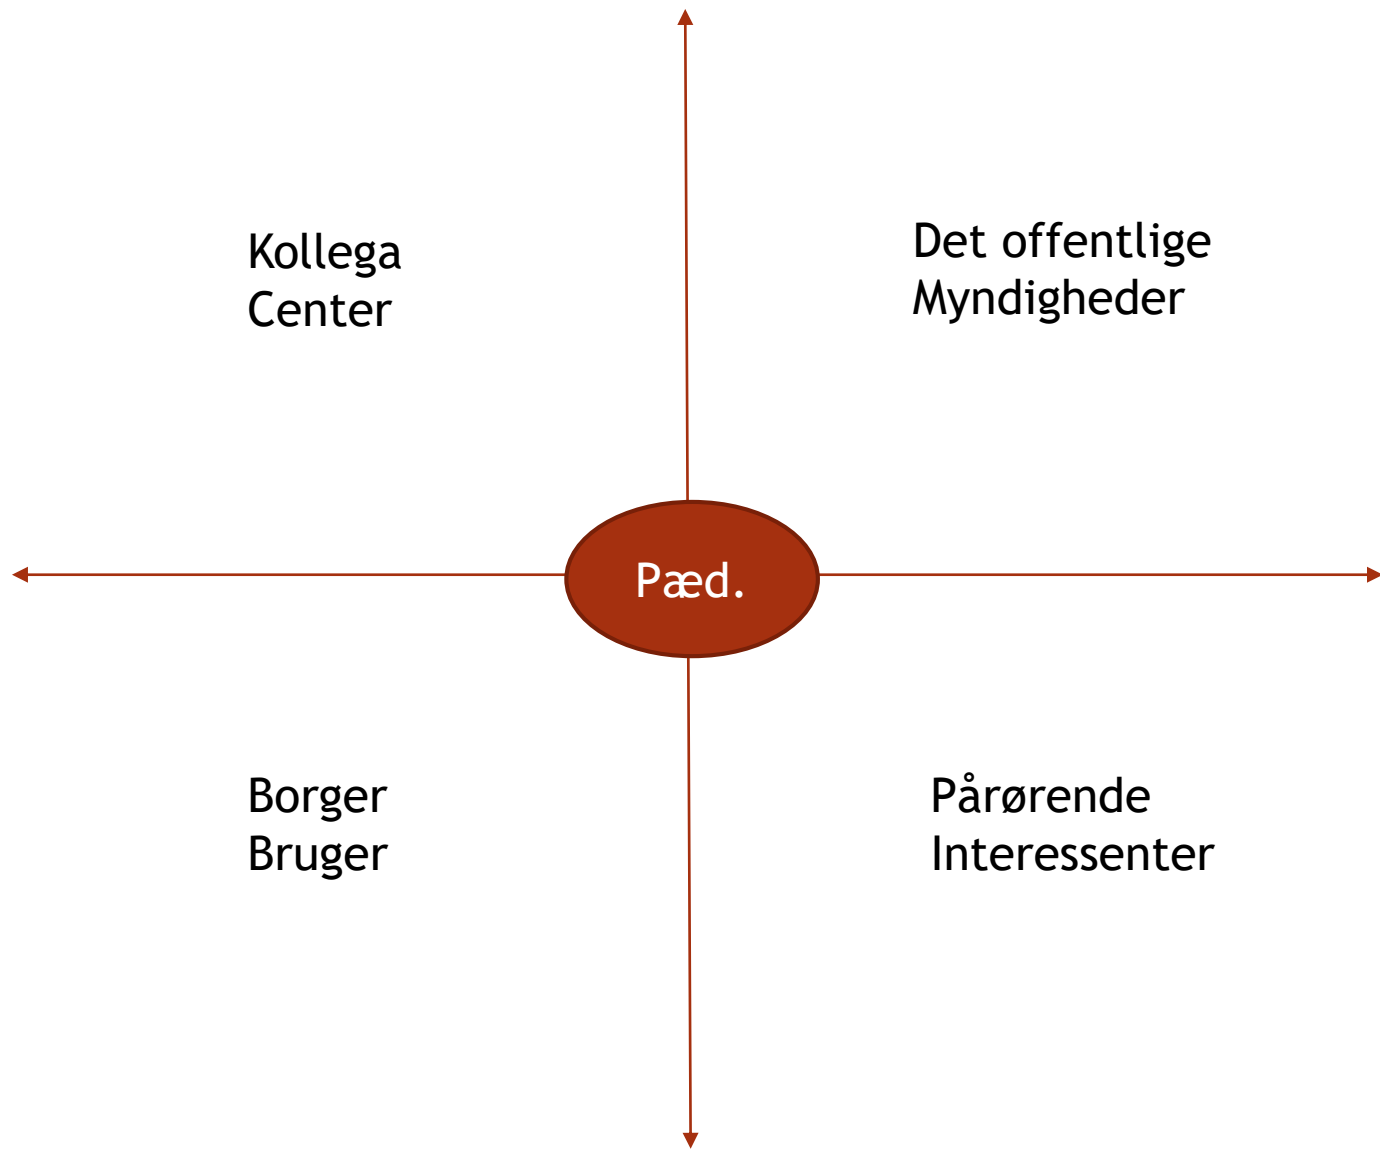 Kollega
Center
Det offentlige
Myndigheder
Pæd.
Borger
Bruger
Pårørende
Interessenter